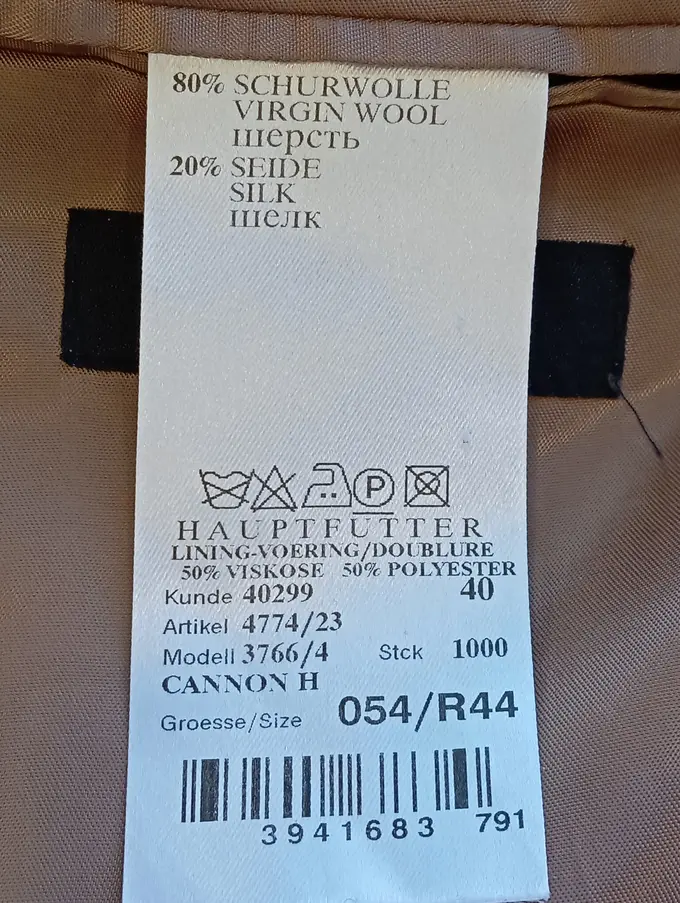 80% SCHURWOLLE
VIRGIN WOOL
шерсть
20% SEIDE
SILK
шелк
P
HAUPTFUTTER
LINING-VOERING/DOUBLURE
50% VISKOSE 50% POLYESTER
Kunde 40299 40
Artikel 4774/23
Modell 3766/4 Stck 1000
CANNON H
Groesse/Size 054/R44
3941683 791